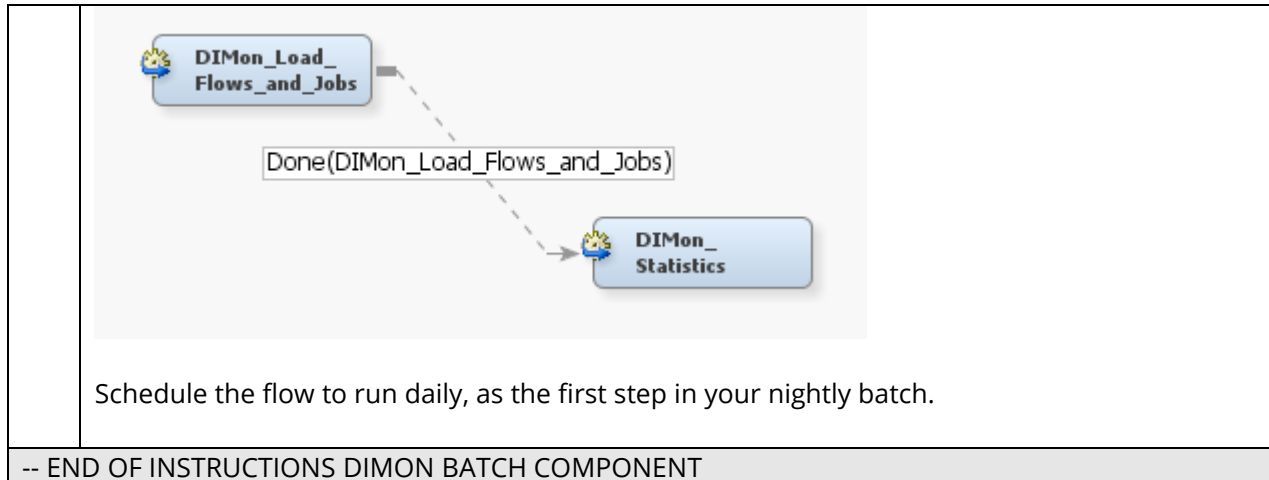 DIMon_Load_
Flows_and_Jobs
Done(DIMon_Load_Flows_and_Jobs)
DIMon_
Statistics
Schedule the flow to run daily, as the first step in your nightly batch.
-- END OF INSTRUCTIONS DIMON BATCH COMPONENT